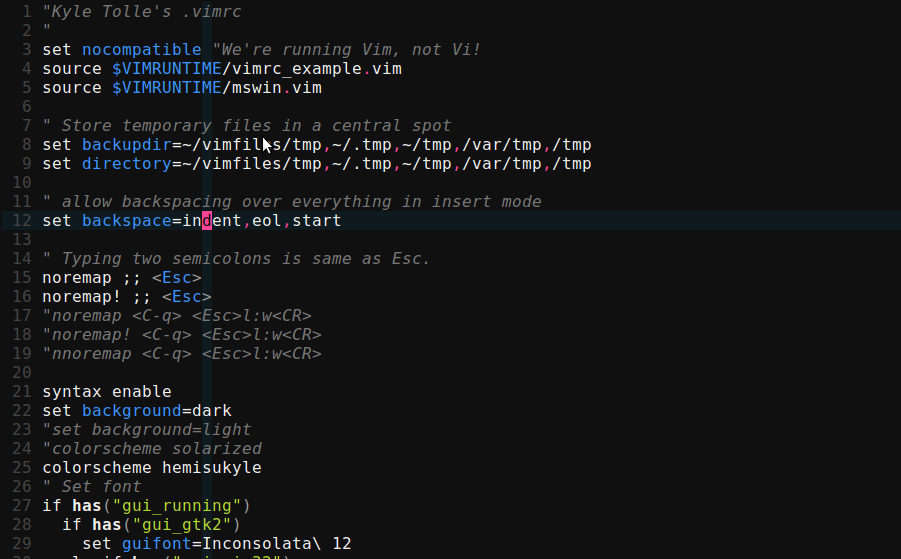 1 "Kyle Tolle's .vimrc
2 "
3 set nocompatible "We're running Vim, not Vi!
4 source $VIMRUNTIME/vimrc_example.vim
5 source $VIMRUNTIME/mswin.vim
6
7 " Store temporary files in a central spot
8 set backupdir=~/vimfiles/tmp,~/.tmp,~/tmp,/var/tmp,/tmp
9 set directory=~/vimfiles/tmp,~/.tmp,~/tmp,/var/tmp,/tmp
10
11 " allow backspacing over everything in insert mode
12 set backspace=indent,eol,start
13
14 " Typing two semicolons is same as Esc.
15 noremap ;; <Esc>
16 noremap! ;; <Esc>
17 "noremap <C-q> <Esc>l:w<CR>
18 "noremap! <C-q> <Esc>l:w<CR>
19 "nnoremap <C-q> <Esc>l:w<CR>
20
21 syntax enable
22 set background=dark
23 "set background=light
24 "colorscheme solarized
25 colorscheme hemisukyle
26 " Set font
27 if has("gui_running")
28   if has("gui_gtk2")
29     set guifont=Inconsolata\ 12